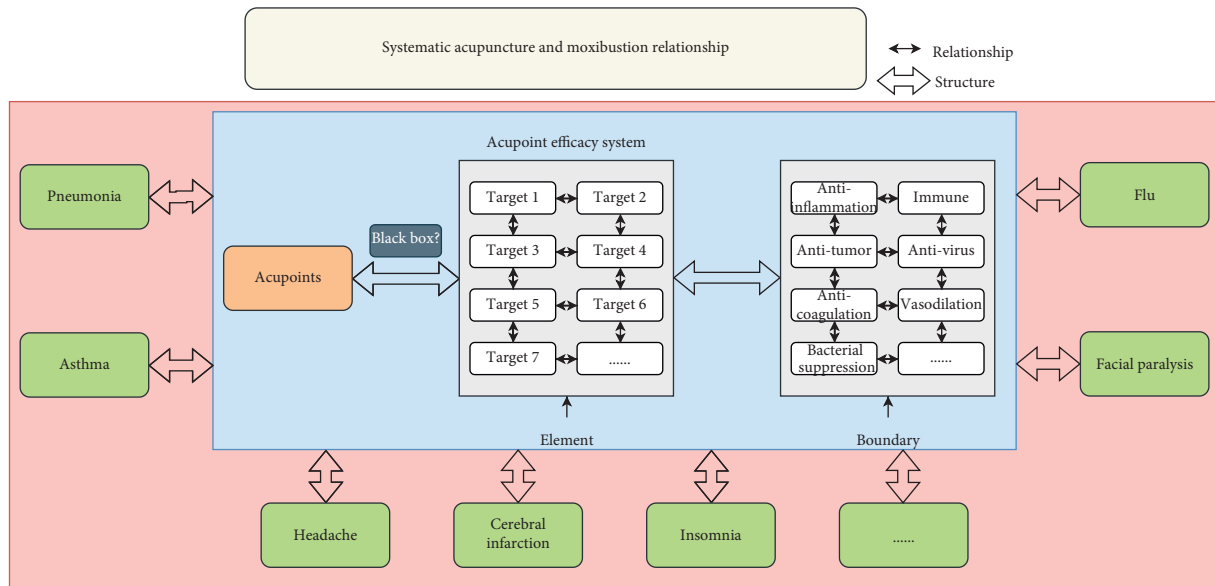 Systematic acupuncture and moxibustion relationship
Relationship
Structure
Acupoint efficacy system
Pneumonia
Asthma
Acupoints
Black box?
Target 1
Target 2
Target 3
Target 4
Target 5
Target 6
Target 7
......
Element
Anti-
inflammation
Immune
Anti-tumor
Anti-virus
Anti-
coagulation
Vasodilation
Bacterial
suppression
......
Boundary
Flu
Facial paralysis
Headache
Cerebral
infarction
Insomnia
......